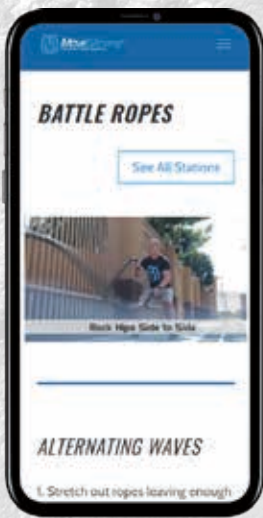 BATTLE ROPES
See All Stations
Rock Hips Side to Side
ALTERNATING WAVES
1. Stretch out ropes leaving enough